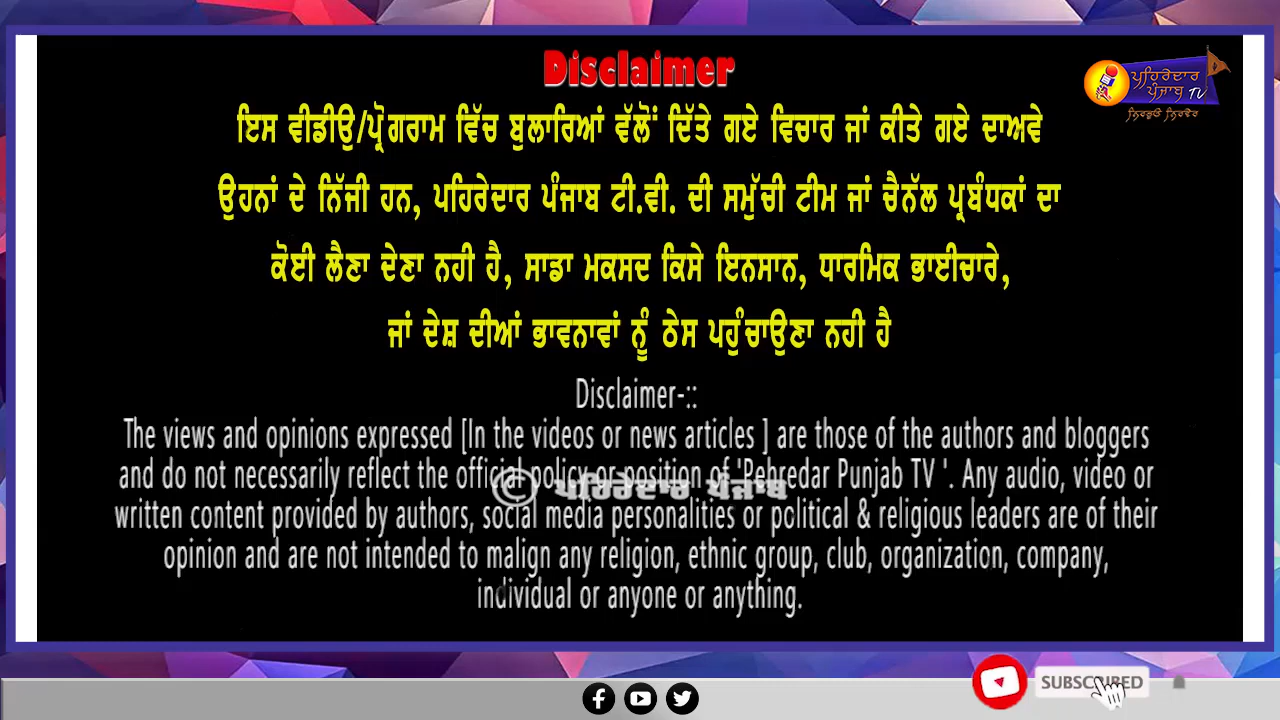 Disclaimer
ਪਹਿਰੇਦਾਰ
ਪੰਜਾਬ TV
ਨਿਰਭਉ ਨਿਰਵੈਰ
ਇਸ ਵੀਡੀਉ/ਪ੍ਰੋਗਰਾਮ ਵਿੱਚ ਬੁਲਾਰਿਆਂ ਵੱਲੋਂ ਦਿੱਤੇ ਗਏ ਵਿਚਾਰ ਜਾਂ ਕੀਤੇ ਗਏ ਦਾਅਵੇ
ਉਹਨਾਂ ਦੇ ਨਿੱਜੀ ਹਨ, ਪਹਿਰੇਦਾਰ ਪੰਜਾਬ ਟੀ.ਵੀ. ਦੀ ਸਮੁੱਚੀ ਟੀਮ ਜਾਂ ਚੈਨੱਲ ਪ੍ਰਬੰਧਕਾਂ ਦਾ
ਕੋਈ ਲੈਣਾ ਦੇਣਾ ਨਹੀ ਹੈ, ਸਾਡਾ ਮਕਸਦ ਕਿਸੇ ਇਨਸਾਨ, ਧਾਰਮਿਕ ਭਾਈਚਾਰੇ,
ਜਾਂ ਦੇਸ਼ ਦੀਆਂ ਭਾਵਨਾਵਾਂ ਨੂੰ ਠੇਸ ਪਹੁੰਚਾਉਣਾ ਨਹੀ ਹੈ
Disclaimer-::
The views and opinions expressed [In the videos or news articles ] are those of the authors and bloggers
and do not necessarily reflect the official policy or position of 'Pehredar Punjab TV '. Any audio, video or
© ਪਹਿਰੇਦਾਰ ਪੰਜਾਬ
written content provided by authors, social media personalities or political & religious leaders are of their
opinion and are not intended to malign any religion, ethnic group, club, organization, company,
individual or anyone or anything.
SUBSCRIBED